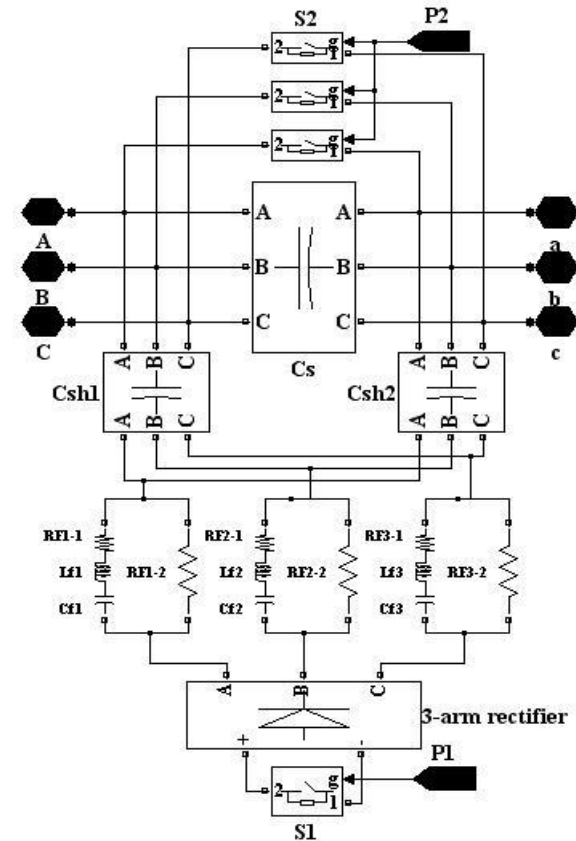 S2
P2
2 g 1
2 g 1
2 g 1
A A
A a
B B
B b
C C
C c
Cs
A B C
A B C
Csh1
Csh2
A B C
A B C
RF1-1
RF2-1
RF3-1
Lf1
RF1-2
Lf2
RF2-2
Lf3
RF3-2
Cf1
Cf2
Cf3
A B C
3-arm rectifier
+ -
P1
2 g 1
S1